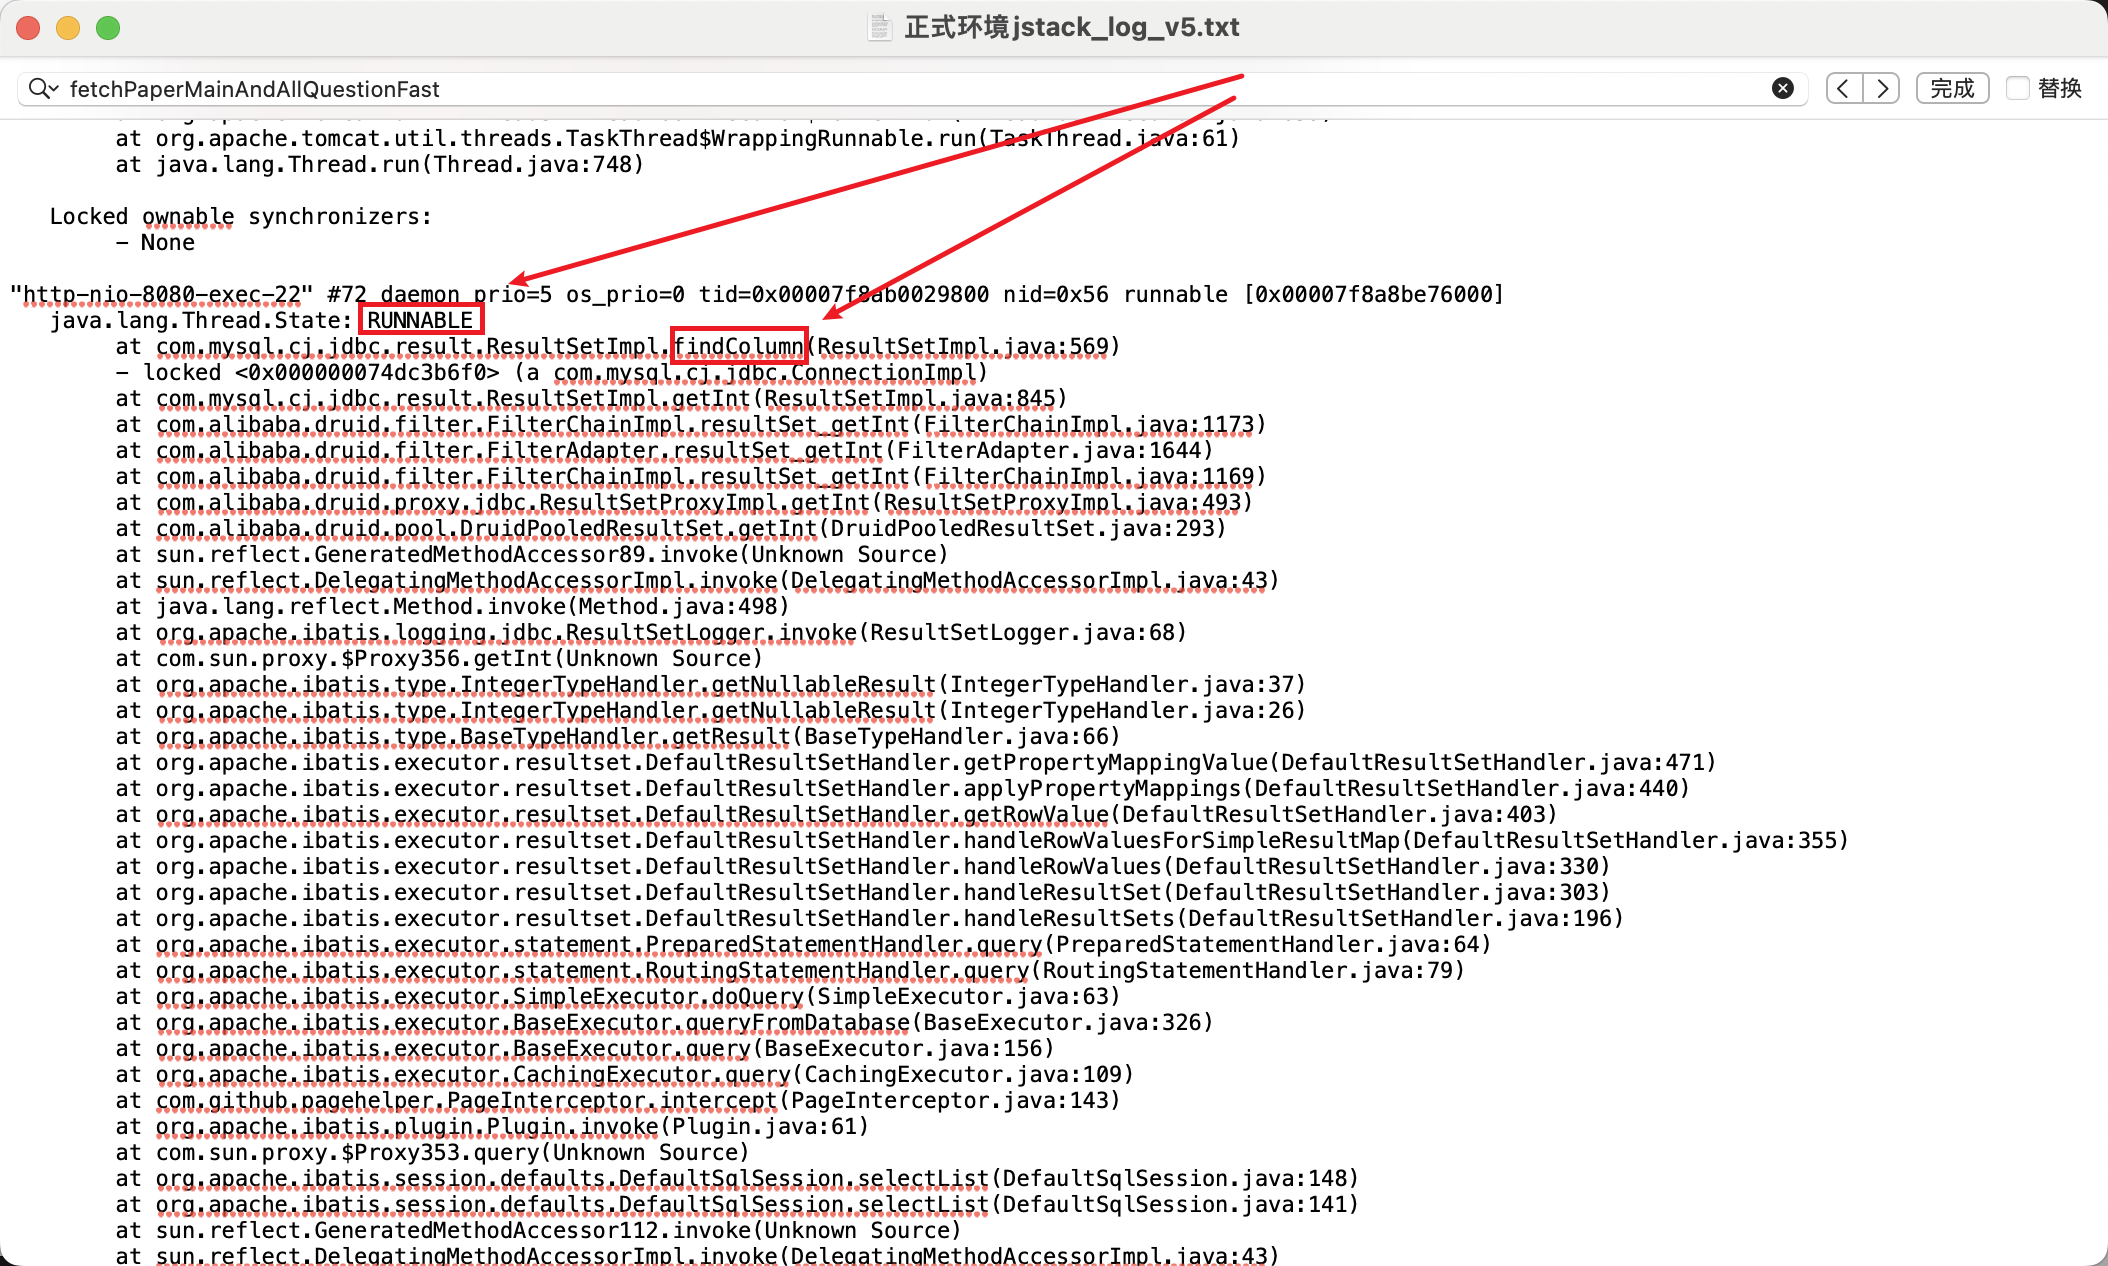 正式环境jstack_log_v5.txt
fetchPaperMainAndAllQuestionFast
完成
替换
at org.apache.tomcat.util.threads.TaskThread$WrappingRunnable.run(TaskThread.java:61)
at java.lang.Thread.run(Thread.java:748)
Locked ownable synchronizers:
- None
"http-nio-8080-exec-22" #72 daemon prio=5 os_prio=0 tid=0x00007f8ab0029800 nid=0x56 runnable [0x00007f8a8be76000]
java.lang.Thread.State: RUNNABLE
at com.mysql.cj.jdbc.result.ResultSetImpl.findColumn(ResultSetImpl.java:569)
- locked <0x000000074dc3b6f0> (a com.mysql.cj.jdbc.ConnectionImpl)
at com.mysql.cj.jdbc.result.ResultSetImpl.getInt(ResultSetImpl.java:845)
at com.alibaba.druid.filter.FilterChainImpl.resultSet_getInt(FilterChainImpl.java:1173)
at com.alibaba.druid.filter.FilterAdapter.resultSet_getInt(FilterAdapter.java:1644)
at com.alibaba.druid.filter.FilterChainImpl.resultSet_getInt(FilterChainImpl.java:1169)
at com.alibaba.druid.proxy.jdbc.ResultSetProxyImpl.getInt(ResultSetProxyImpl.java:493)
at com.alibaba.druid.pool.DruidPooledResultSet.getInt(DruidPooledResultSet.java:293)
at sun.reflect.GeneratedMethodAccessor89.invoke(Unknown Source)
at sun.reflect.DelegatingMethodAccessorImpl.invoke(DelegatingMethodAccessorImpl.java:43)
at java.lang.reflect.Method.invoke(Method.java:498)
at org.apache.ibatis.logging.jdbc.ResultSetLogger.invoke(ResultSetLogger.java:68)
at com.sun.proxy.$Proxy356.getInt(Unknown Source)
at org.apache.ibatis.type.IntegerTypeHandler.getNullableResult(IntegerTypeHandler.java:37)
at org.apache.ibatis.type.IntegerTypeHandler.getNullableResult(IntegerTypeHandler.java:26)
at org.apache.ibatis.type.BaseTypeHandler.getResult(BaseTypeHandler.java:66)
at org.apache.ibatis.executor.resultset.DefaultResultSetHandler.getPropertyMappingValue(DefaultResultSetHandler.java:471)
at org.apache.ibatis.executor.resultset.DefaultResultSetHandler.applyPropertyMappings(DefaultResultSetHandler.java:440)
at org.apache.ibatis.executor.resultset.DefaultResultSetHandler.getRowValue(DefaultResultSetHandler.java:403)
at org.apache.ibatis.executor.resultset.DefaultResultSetHandler.handleRowValuesForSimpleResultMap(DefaultResultSetHandler.java:355)
at org.apache.ibatis.executor.resultset.DefaultResultSetHandler.handleRowValues(DefaultResultSetHandler.java:330)
at org.apache.ibatis.executor.resultset.DefaultResultSetHandler.handleResultSet(DefaultResultSetHandler.java:303)
at org.apache.ibatis.executor.resultset.DefaultResultSetHandler.handleResultSets(DefaultResultSetHandler.java:196)
at org.apache.ibatis.executor.statement.PreparedStatementHandler.query(PreparedStatementHandler.java:64)
at org.apache.ibatis.executor.statement.RoutingStatementHandler.query(RoutingStatementHandler.java:79)
at org.apache.ibatis.executor.SimpleExecutor.doQuery(SimpleExecutor.java:63)
at org.apache.ibatis.executor.BaseExecutor.queryFromDatabase(BaseExecutor.java:326)
at org.apache.ibatis.executor.BaseExecutor.query(BaseExecutor.java:156)
at org.apache.ibatis.executor.CachingExecutor.query(CachingExecutor.java:109)
at com.github.pagehelper.PageInterceptor.intercept(PageInterceptor.java:143)
at org.apache.ibatis.plugin.Plugin.invoke(Plugin.java:61)
at com.sun.proxy.$Proxy353.query(Unknown Source)
at org.apache.ibatis.session.defaults.DefaultSqlSession.selectList(DefaultSqlSession.java:148)
at org.apache.ibatis.session.defaults.DefaultSqlSession.selectList(DefaultSqlSession.java:141)
at sun.reflect.GeneratedMethodAccessor112.invoke(Unknown Source)
at sun.reflect.DelegatingMethodAccessorImpl.invoke(DelegatingMethodAccessorImpl.java:43)